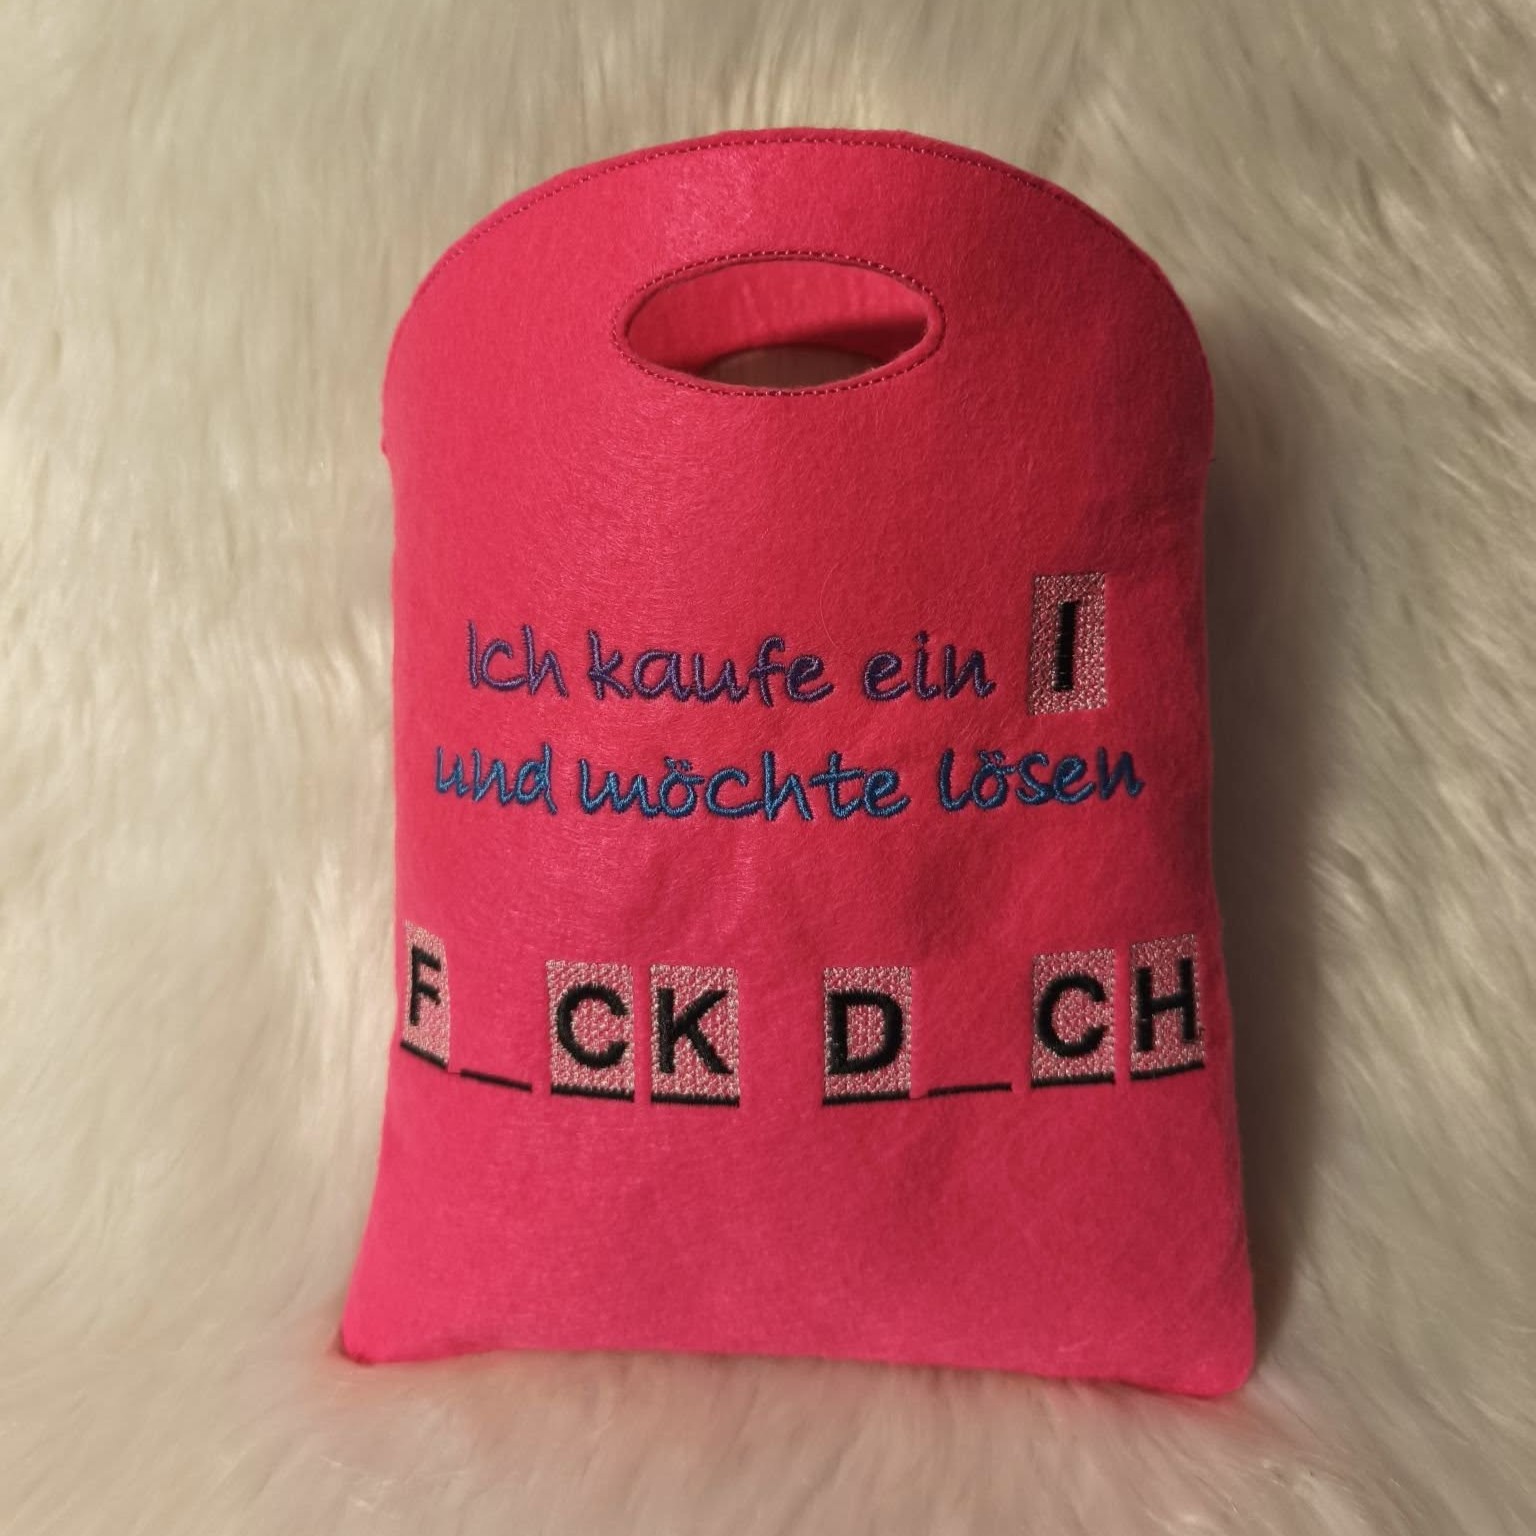 Ich kaufe ein I
und möchte lösen
F_CK D_CH